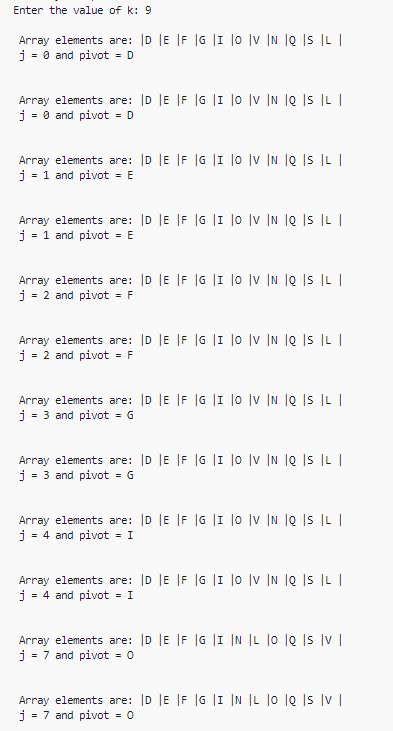 Enter the value of k: 9
Array elements are: |D |E |F |G |I |O |V |N |Q |S |L |
j = 0 and pivot = D
Array elements are: |D |E |F |G |I |O |V |N |Q |S |L |
j = 0 and pivot = D
Array elements are: |D |E |F |G |I |O |V |N |Q |S |L |
j = 1 and pivot = E
Array elements are: |D |E |F |G |I |O |V |N |Q |S |L |
j = 1 and pivot = E
Array elements are: |D |E |F |G |I |O |V |N |Q |S |L |
j = 2 and pivot = F
Array elements are: |D |E |F |G |I |O |V |N |Q |S |L |
j = 2 and pivot = F
Array elements are: |D |E |F |G |I |O |V |N |Q |S |L |
j = 3 and pivot = G
Array elements are: |D |E |F |G |I |O |V |N |Q |S |L |
j = 3 and pivot = G
Array elements are: |D |E |F |G |I |O |V |N |Q |S |L |
j = 4 and pivot = I
Array elements are: |D |E |F |G |I |O |V |N |Q |S |L |
j = 4 and pivot = I
Array elements are: |D |E |F |G |I |N |L |O |Q |S |V |
j = 7 and pivot = O
Array elements are: |D |E |F |G |I |N |L |O |Q |S |V |
j = 7 and pivot = O